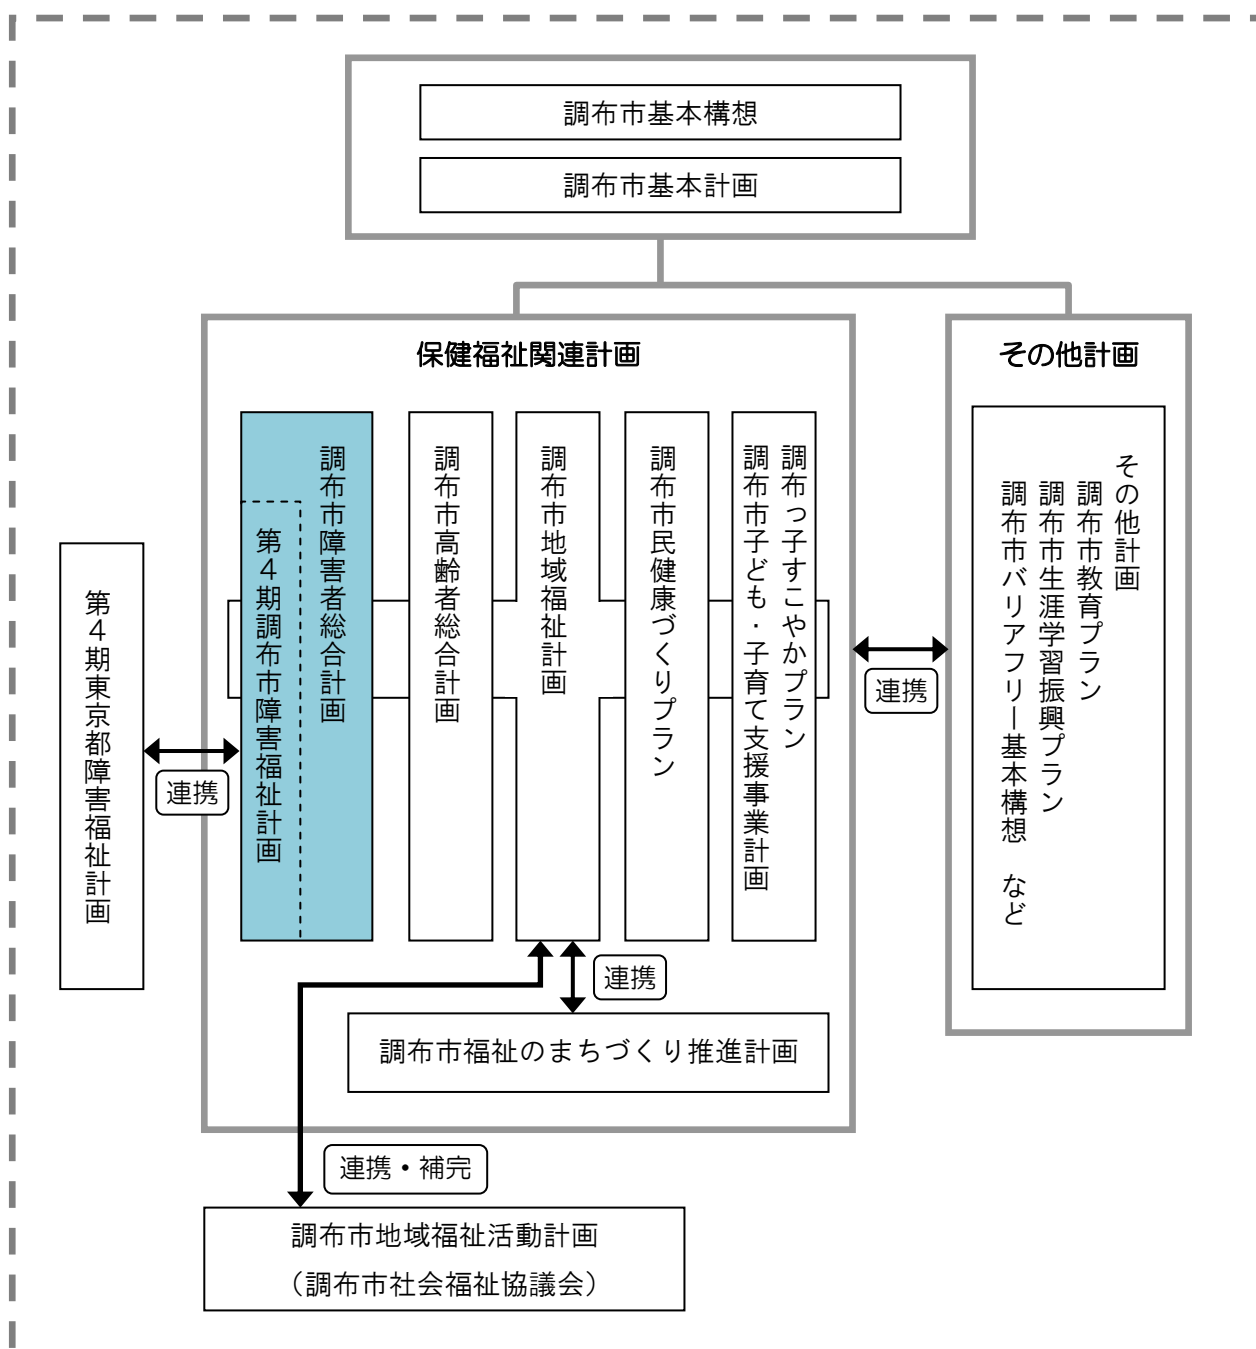 調布市基本構想
調布市基本計画
保健福祉関連計画
その他計画
調布市障害者総合計画
第４期調布市障害福祉計画
調布市高齢者総合計画
調布市地域福祉計画
調布市民健康づくりプラン
調布っ子すこやかプラン
調布市子ども・子育て支援事業計画
その他計画
調布市教育プラン
調布市生涯学習振興プラン
調布市バリアフリー基本構想　など
第４期東京都障害福祉計画
連携
連携
連携
調布市福祉のまちづくり推進計画
連携・補完
調布市地域福祉活動計画
（調布市社会福祉協議会）